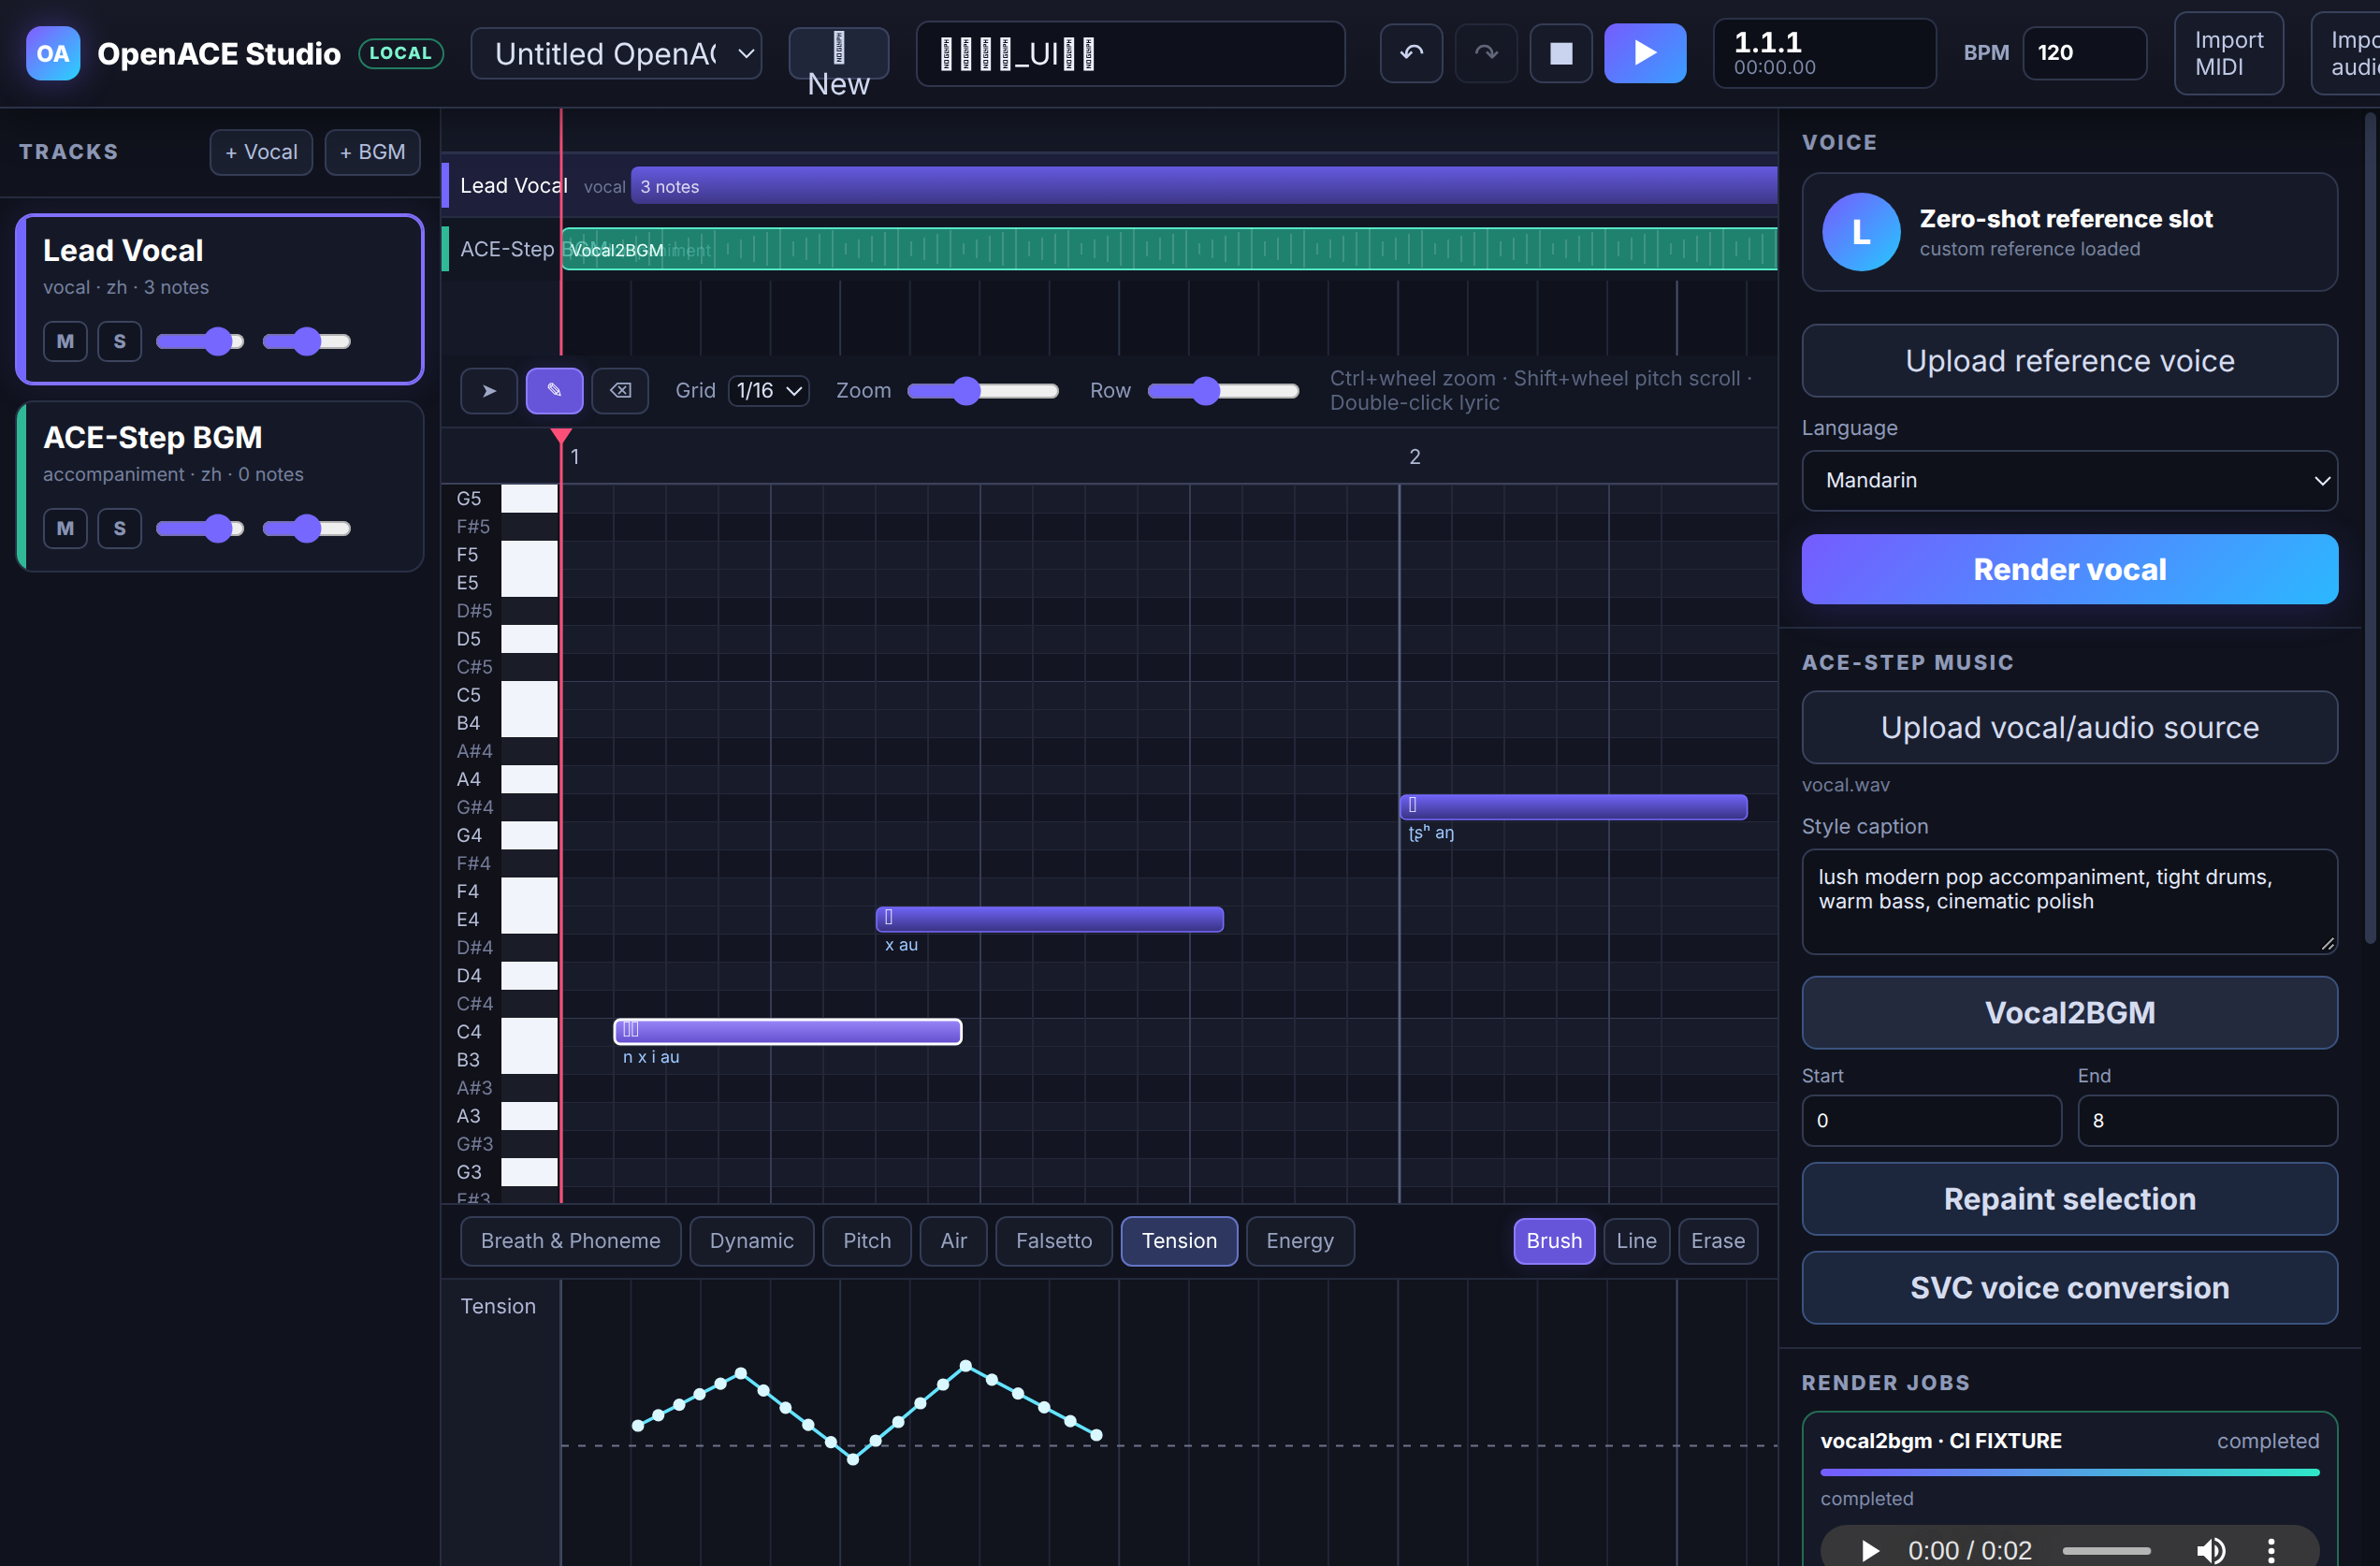 OA OpenACE Studio LOCAL
Untitled OpenAC
New
_UI
1.1.1
00:00.00
BPM 120
Import
MIDI
Impo
audi
TRACKS + Vocal + BGM
Lead Vocal
vocal · zh · 3 notes
M S
ACE-Step BGM
accompaniment · zh · 0 notes
M S
Lead Vocal vocal 3 notes
ACE-Step Vocal2BGM
Grid 1/16 Zoom Row
Ctrl+wheel zoom · Shift+wheel pitch scroll ·
Double-click lyric
1 2
G5
F#5
F5
E5
D#5
D5
C#5
C5
B4
A#4
A4
G#4
G4
tʂʰ aŋ
F#4
F4
E4
D#4
x au
D4
C#4
C4
B3
n x i au
A#3
A3
G#3
G3
F#3
Breath & Phoneme Dynamic Pitch Air Falsetto Tension Energy Brush Line Erase
Tension
VOICE
L
Zero-shot reference slot
custom reference loaded
Upload reference voice
Language
Mandarin
Render vocal
ACE-STEP MUSIC
Upload vocal/audio source
vocal.wav
Style caption
lush modern pop accompaniment, tight drums,
warm bass, cinematic polish
Vocal2BGM
Start End
0 8
Repaint selection
SVC voice conversion
RENDER JOBS
vocal2bgm · CI FIXTURE completed
completed
0:00 / 0:02